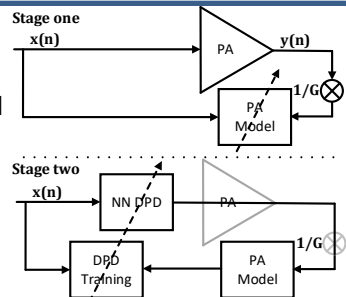 Stage one
x(n)
PA
y(n)
1/G
PA
Model
Stage two
x(n)
NN DPD
PA
1/G
DPD
Training
PA
Model